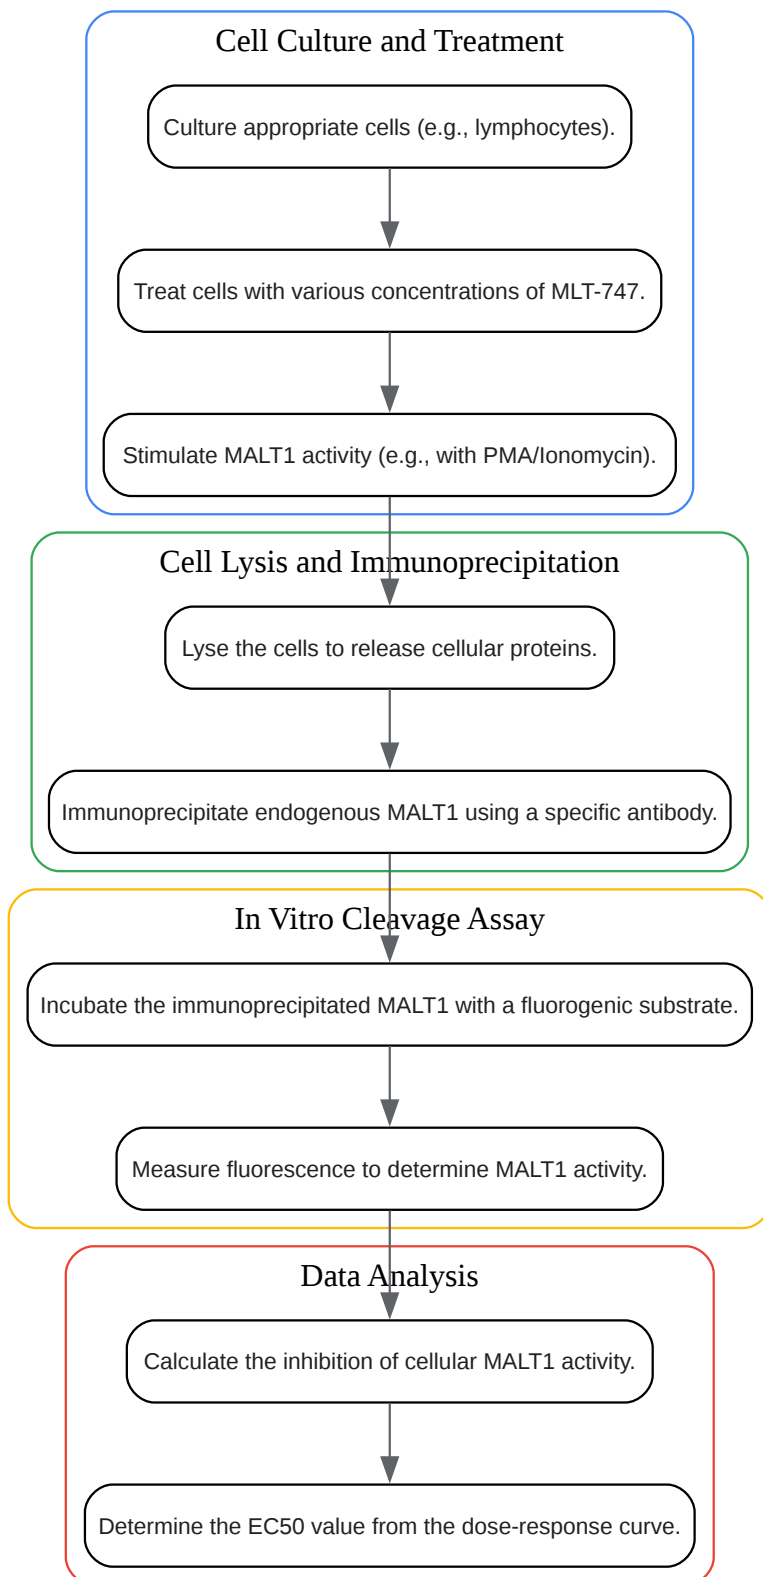 Cell Culture and Treatment
Culture appropriate cells (e.g., lymphocytes).
Treat cells with various concentrations of MLT-747.
Stimulate MALT1 activity (e.g., with PMA/Ionomycin).
Cell Lysis and Immunoprecipitation
Lyse the cells to release cellular proteins.
Immunoprecipitate endogenous MALT1 using a specific antibody.
In Vitro Cleavage Assay
Incubate the immunoprecipitated MALT1 with a fluorogenic substrate.
Measure fluorescence to determine MALT1 activity.
Data Analysis
Calculate the inhibition of cellular MALT1 activity.
Determine the EC50 value from the dose-response curve.